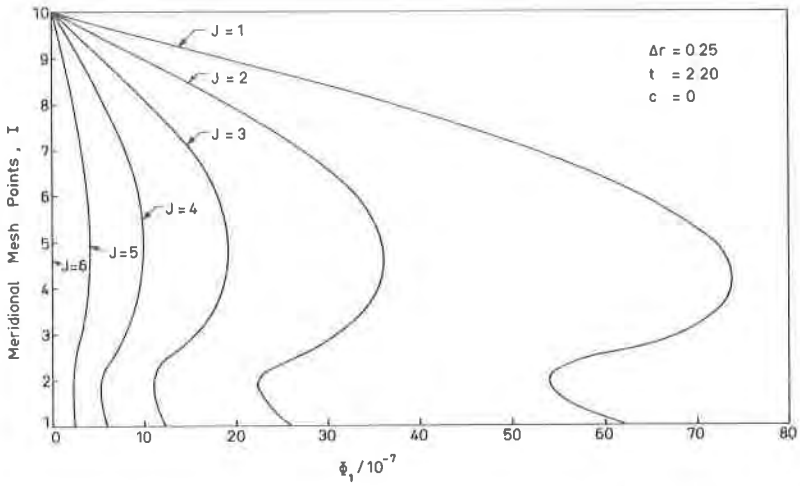 10
9
8
7
6
5
4
3
2
1
Meridional Mesh Points, I
J = 1
J = 2
J = 3
J = 4
J = 5
J = 6
Δr = 0.25
t = 2.20
c = 0
0
10
20
30
40
50
60
70
80
Φ₁ / 10⁻⁷